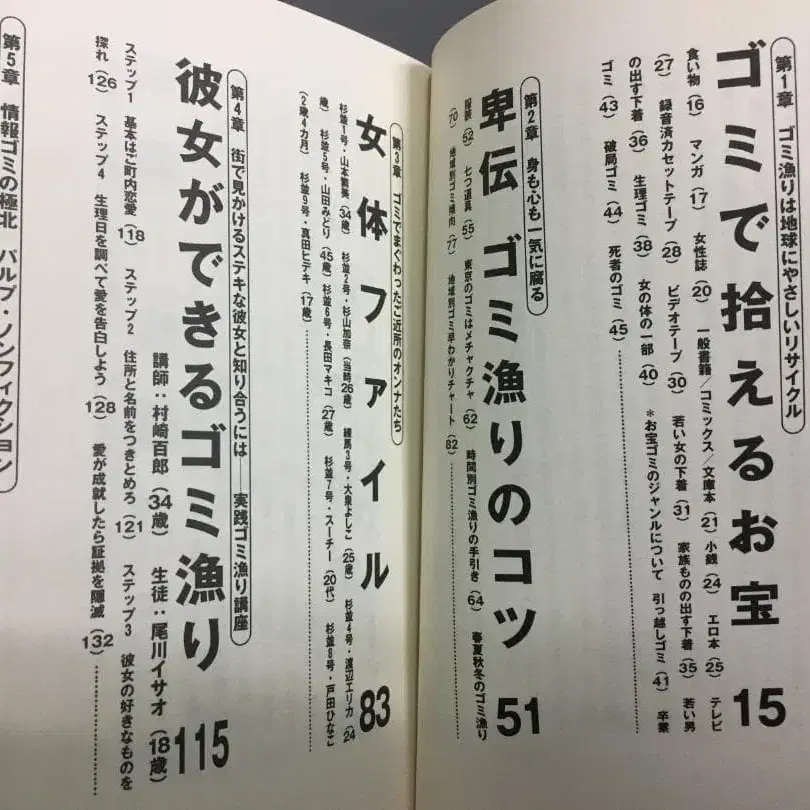 第1章 ゴミ漁りは地球にやさしいリサイクル
ゴミで拾えるお宝 15
食い物(16) マンガ(17) 女性誌(20) 一般書籍/コミックス/文庫本(21) 小銭(24) エロ本(25) テレビ
(27) 録音済カセットテープ(28) ビデオテープ(30) 若い女の下着(31) 家族ものの出す下着(35) 若い男
の出す下着(36) 生理ゴミ(38) 女の体の一部(40) *お宝ゴミのジャンルについて 引っ越しゴミ(41) 卒業
ゴミ(43) 破局ゴミ(44) 死者のゴミ(45)
第2章 身も心も一気に腐る
卑伝 ゴミ漁りのコツ 51
服装(52) 七つ道具(55) 東京のゴミはメチャクチャ(62) 時間別ゴミ漁りの手引き(64) 春夏秋冬のゴミ漁り
(70) 地域別ゴミ傾向(77) 地域別ゴミ早わかりチャート(82)
第3章 ゴミでまぐわったご近所のオンナたち
女体ファイル 83
杉並1号・山本繁美(34歳) 杉並2号・杉山加奈(当時26歳) 練馬3号・大泉よしこ(25歳) 杉並4号・渡辺エリカ(24
歳) 杉並5号・山田みどり(45歳) 杉並6号・長田マキコ(27歳) 杉並7号・スーチー(20代) 杉並8号・戸田ひなこ
(2歳4カ月) 杉並9号・真田ヒデキ(17歳)
第4章 街で見かけるステキな彼女と知り合うには——実践ゴミ漁り講座
彼女ができるゴミ漁り 115
講師:村崎百郎(34歳) 生徒:尾川イサオ(18歳)
ステップ1 基本はご町内恋愛(118) ステップ2 住所と名前をつきとめろ(121) ステップ3 彼女の好きなものを
探れ(126) ステップ4 生理日を調べて愛を告白しよう(128) 愛が成就したら証拠を隠滅(132)
第5章 情報ゴミの極北 パルプ・ノンフィクション